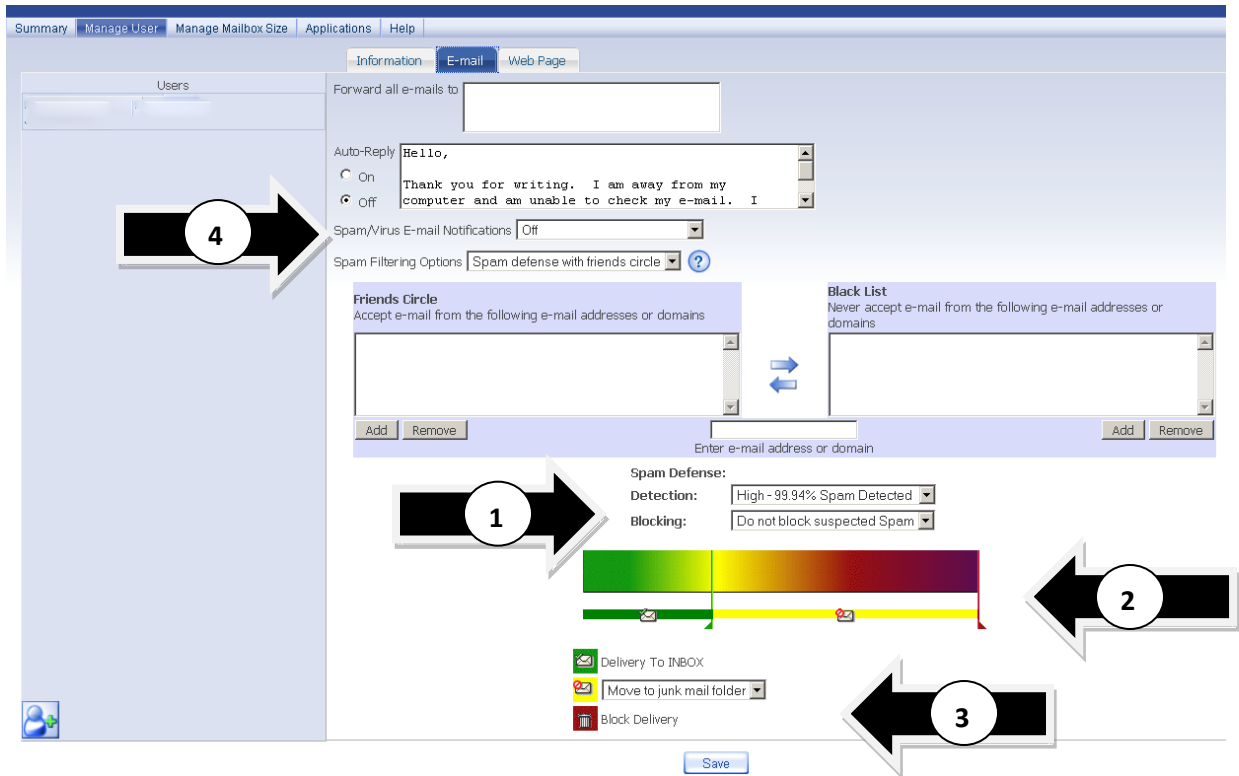 Summary Manage User Manage Mailbox Size Applications Help
Information E-mail Web Page
Users
Forward all e-mails to
Auto-Reply
On
Off
Hello,
Thank you for writing.  I am away from my
computer and am unable to check my e-mail.  I
4
Spam/Virus E-mail Notifications Off
Spam Filtering Options Spam defense with friends circle ?
Friends Circle
Accept e-mail from the following e-mail addresses or domains
Black List
Never accept e-mail from the following e-mail addresses or
domains
Add Remove
Enter e-mail address or domain
Add Remove
Spam Defense:
Detection: High - 99.94% Spam Detected
Blocking: Do not block suspected Spam
1
2
Delivery To INBOX
Move to junk mail folder
Block Delivery
3
Save